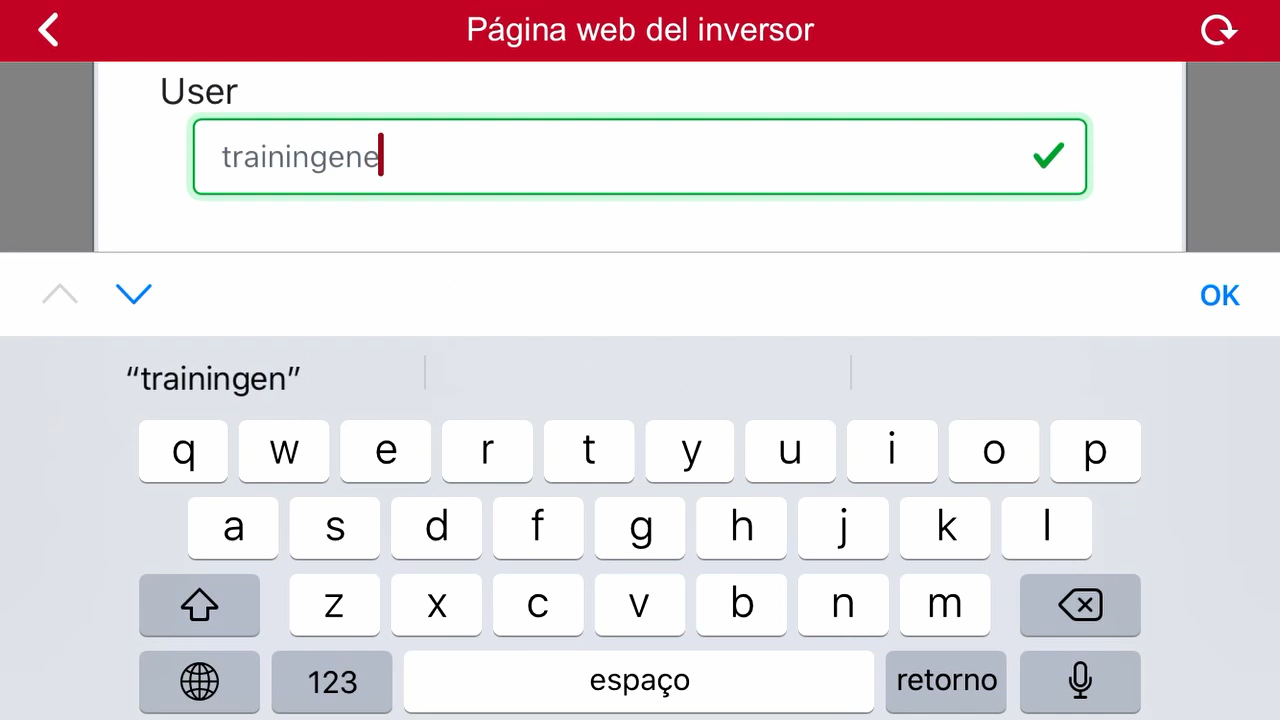 Página web del inversor
User
trainingene
OK
“trainingen”
q w e r t y u i o p
a s d f g h j k l
z x c v b n m
123 espaço retorno